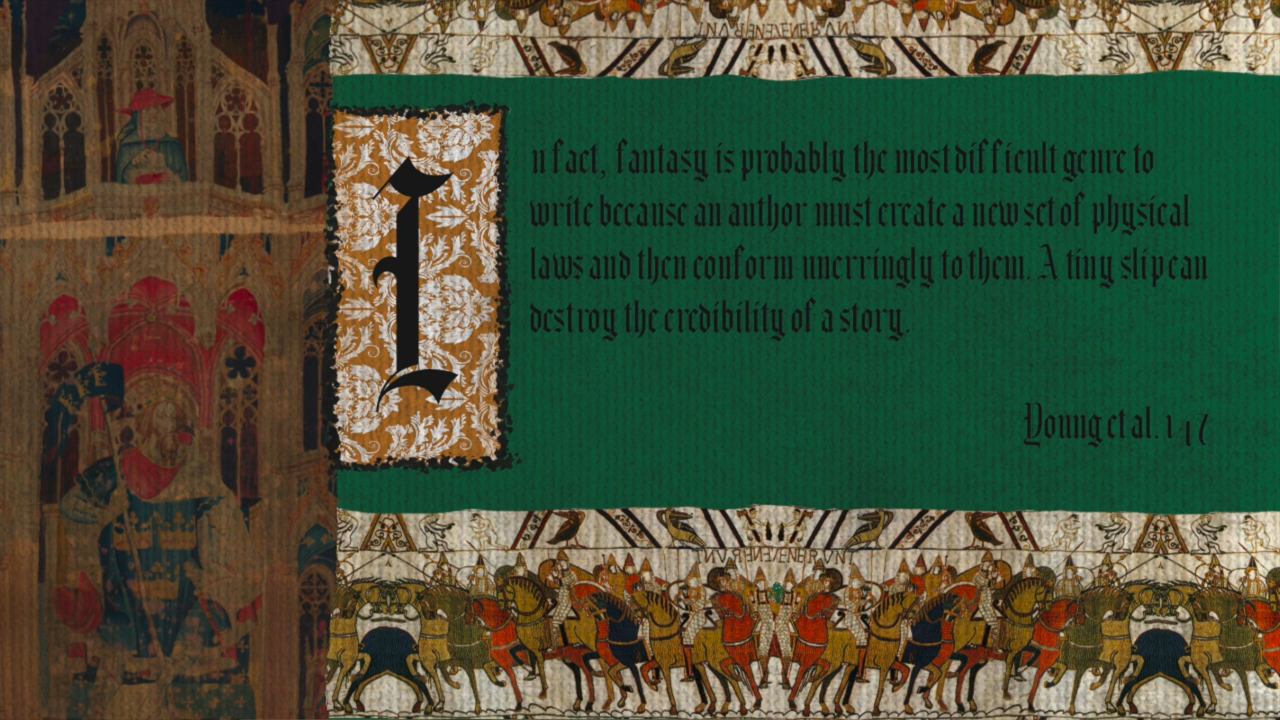 In fact, fantasy is probably the most difficult genre to
write because an author must create a new set of physical
laws and then conform unerringly to them. A tiny slip can
destroy the credibility of a story.
Young et al. 147